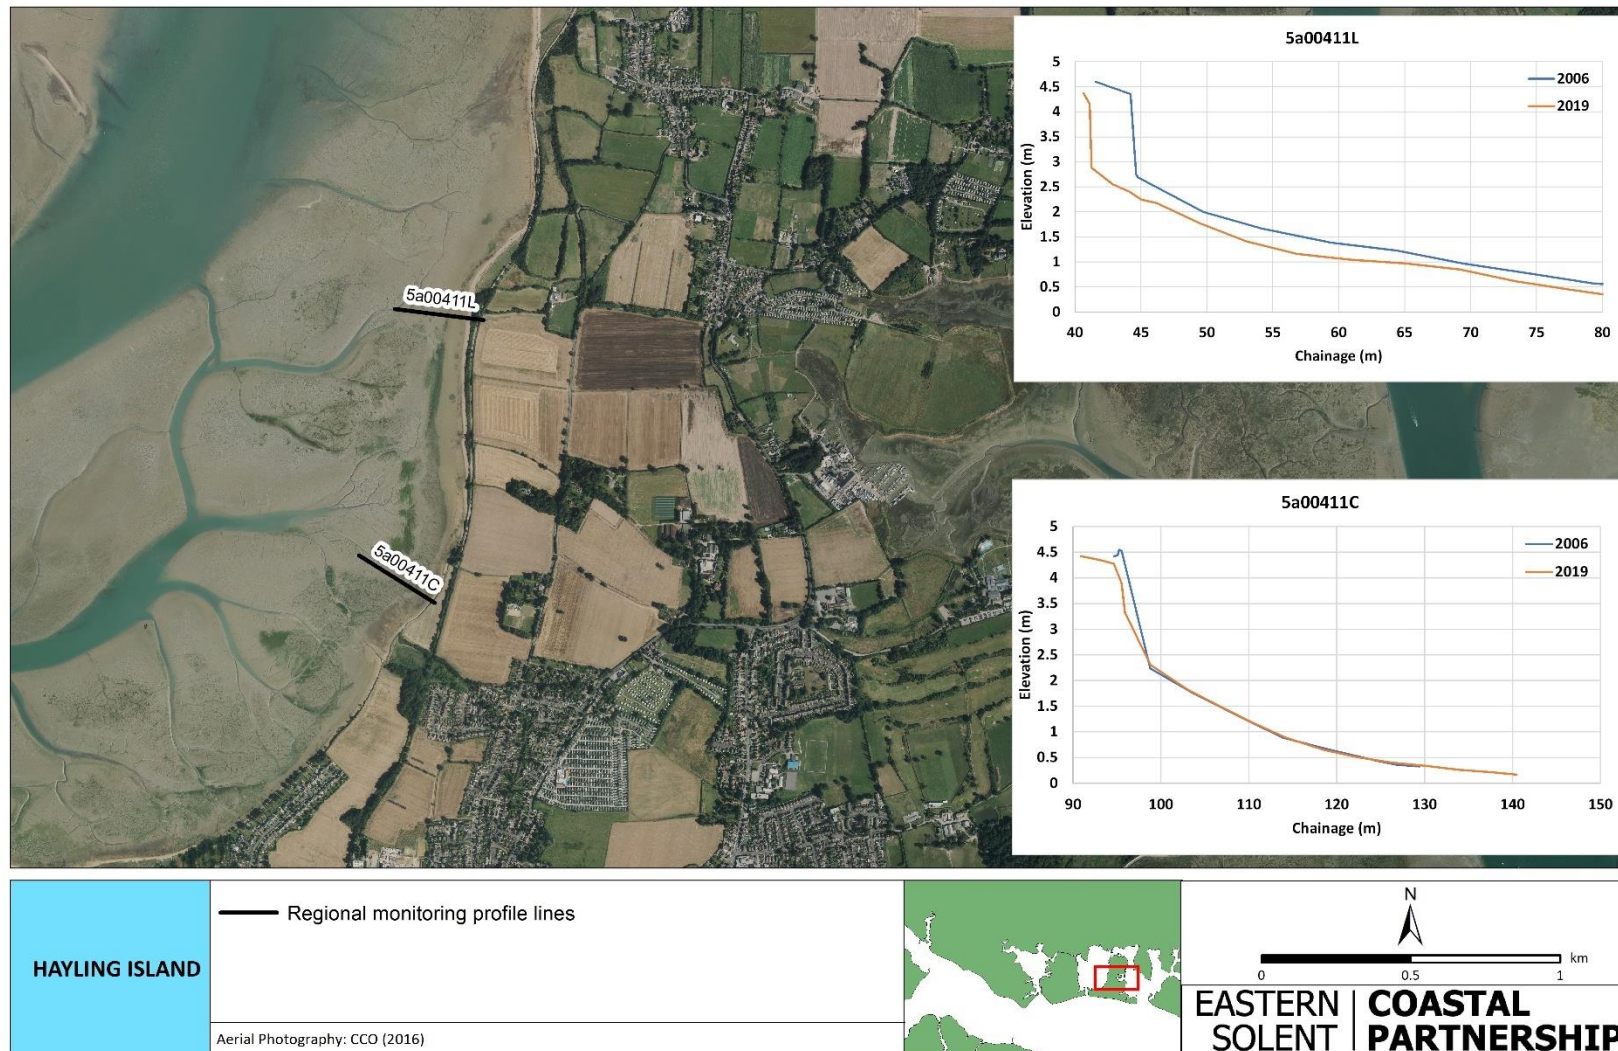 5a00411L
5
4.5
4
3.5
3
2.5
2
1.5
1
0.5
0
Elevation (m)
2006
2019
40 45 50 55 60 65 70 75 80
Chainage (m)
5a00411L
5a00411C
5a00411C
5
4.5
4
3.5
3
2.5
2
1.5
1
0.5
0
Elevation (m)
2006
2019
90 100 110 120 130 140 150
Chainage (m)
HAYLING ISLAND
Regional monitoring profile lines
Aerial Photography: CCO (2016)
N
km
0 0.5 1
EASTERN COASTAL
SOLENT PARTNERSHIP